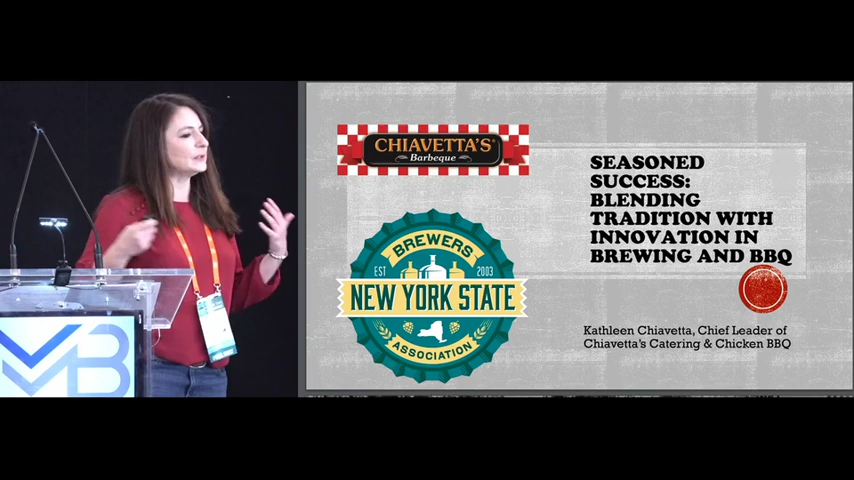 CHIAVETTA'S®
Barbeque
BREWERS
EST 2003
NEW YORK STATE
ASSOCIATION
SEASONED
SUCCESS:
BLENDING
TRADITION WITH
INNOVATION IN
BREWING AND BBQ
Kathleen Chiavetta, Chief Leader of
Chiavetta's Catering & Chicken BBQ